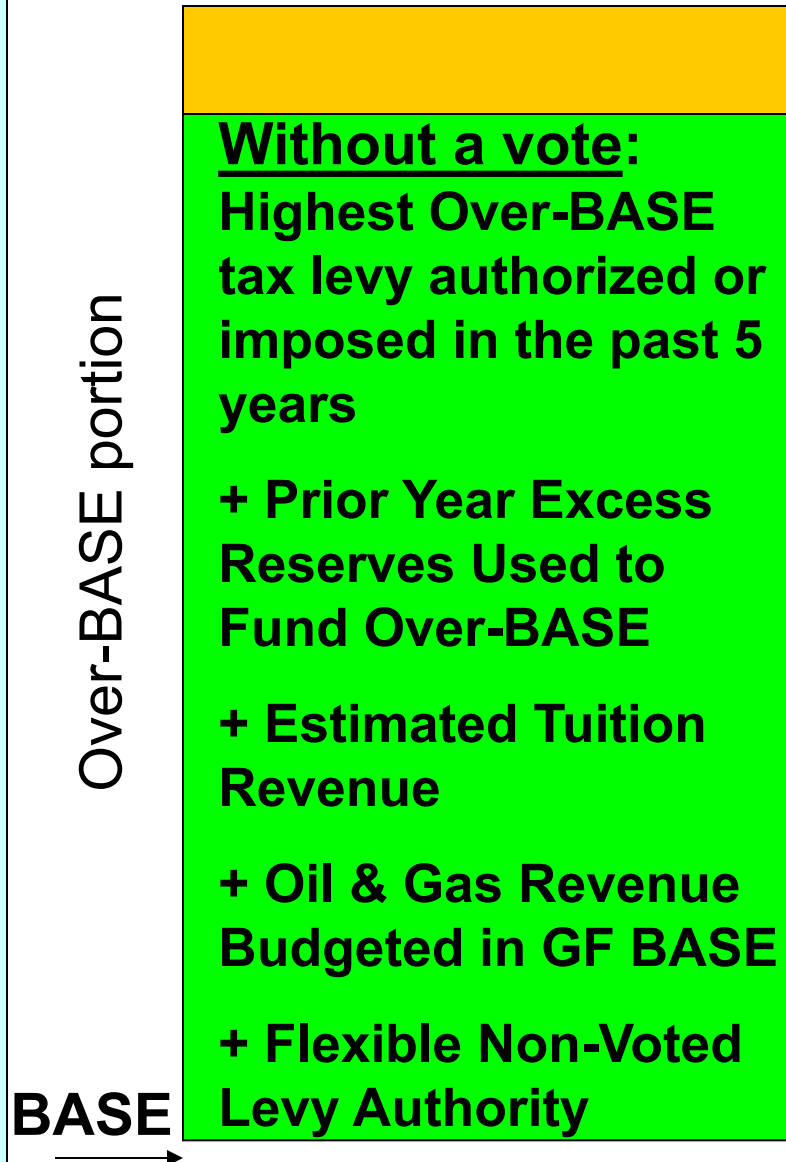 Over-BASE portion
Without a vote:
Highest Over-BASE
tax levy authorized or
imposed in the past 5
years
+ Prior Year Excess
Reserves Used to
Fund Over-BASE
+ Estimated Tuition
Revenue
+ Oil & Gas Revenue
Budgeted in GF BASE
+ Flexible Non-Voted
Levy Authority
BASE